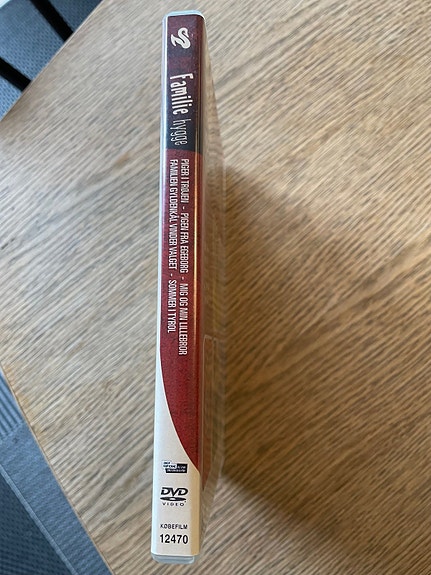 Familie hygge
PIGEN I TRØJEN - PIGEN FRA EGEBORG - MIG OG MIN LILLEBROR
FAMILIEN GYLDENKÅL VINDER VALGET - SOMMER I TYROL
DVD
VIDEO
KØBEFILM
12470